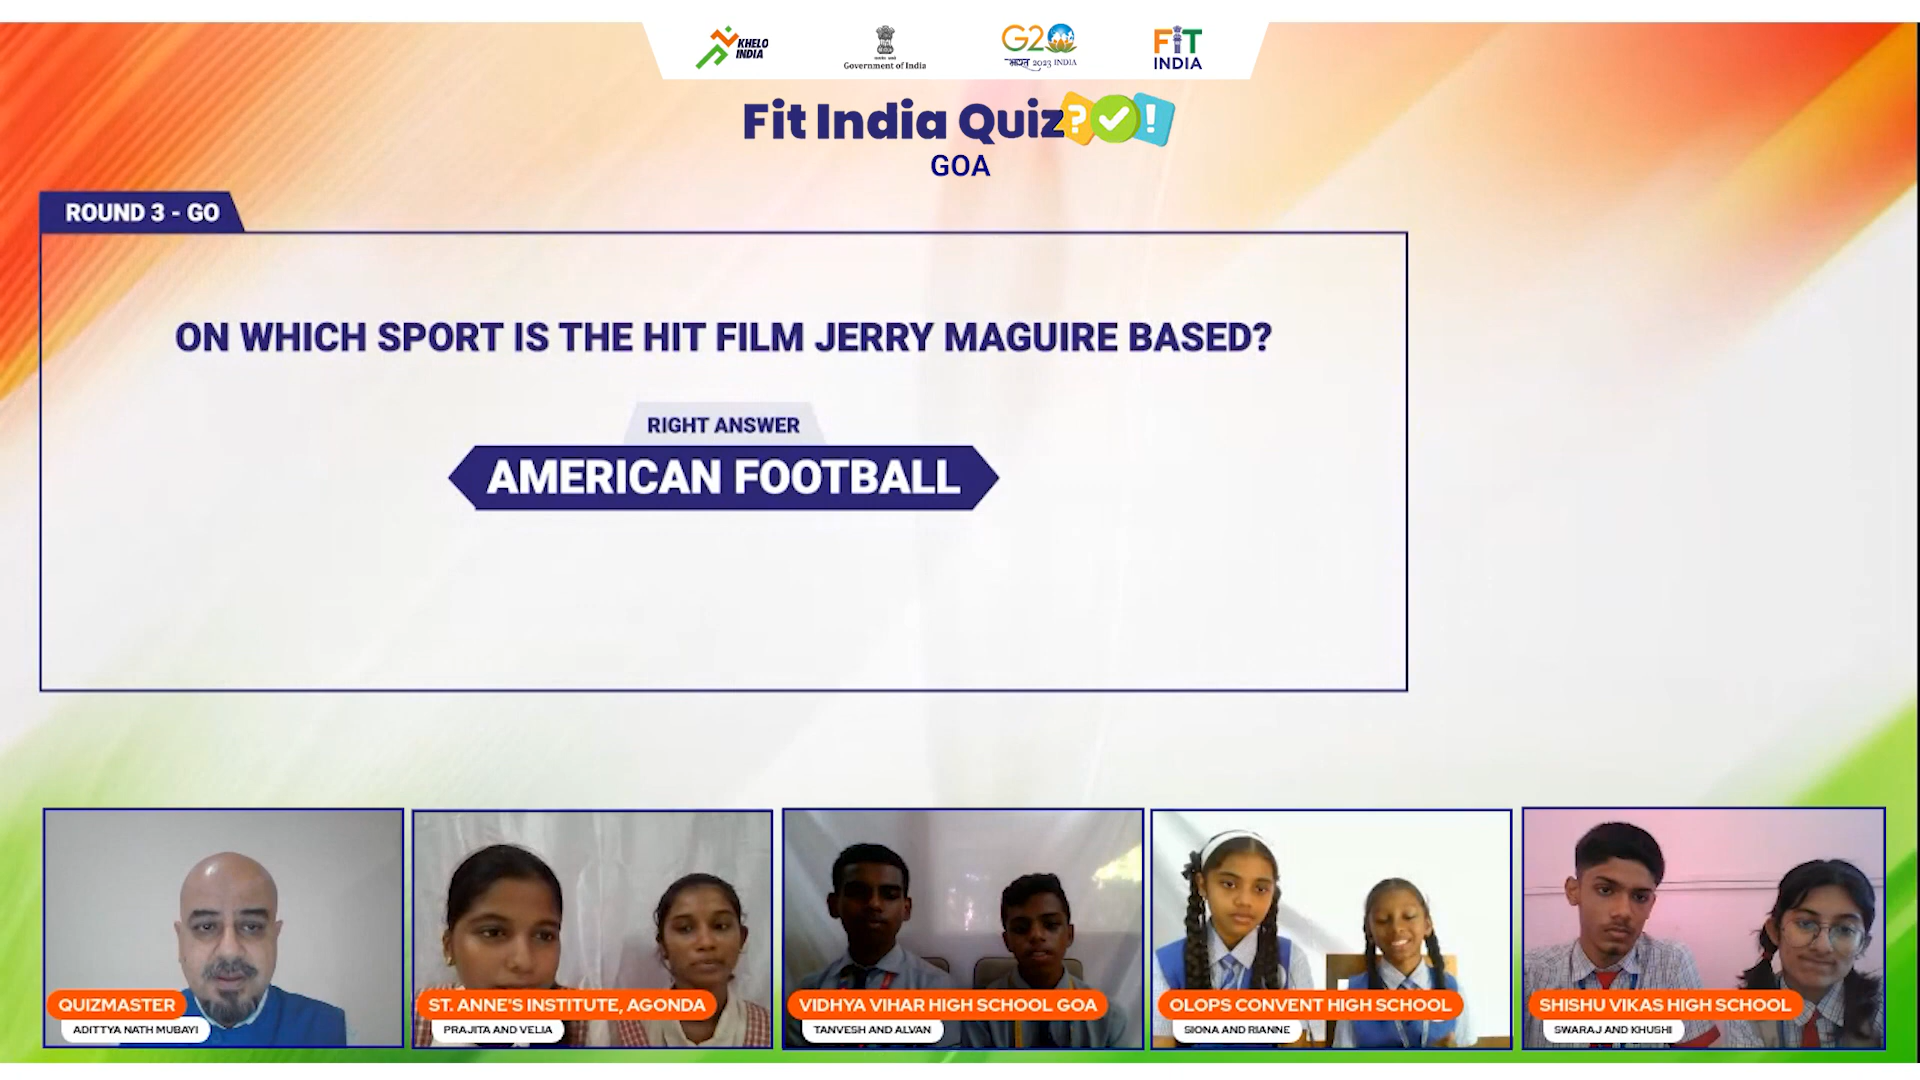 KHELO
INDIA
Government of India
G20
भारत 2023 INDIA
FIT
INDIA
Fit India Quiz?!
GOA
ROUND 3 - GO
ON WHICH SPORT IS THE HIT FILM JERRY MAGUIRE BASED?
RIGHT ANSWER
AMERICAN FOOTBALL
QUIZMASTER
ADITTYA NATH MUBAYI
ST. ANNE'S INSTITUTE, AGONDA
PRAJITA AND VELIA
VIDHYA VIHAR HIGH SCHOOL GOA
TANVESH AND ALVAN
OLOPS CONVENT HIGH SCHOOL
SIONA AND RIANNE
SHISHU VIKAS HIGH SCHOOL
SWARAJ AND KHUSHI